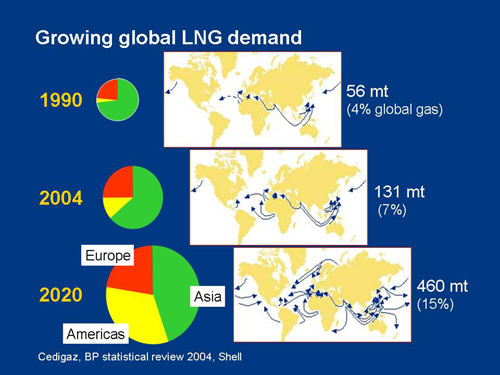 Growing global LNG demand
1990
56 mt
(4% global gas)
2004
131 mt
(7%)
Europe
2020
Asia
460 mt
(15%)
Americas
Cedigaz, BP statistical review 2004, Shell